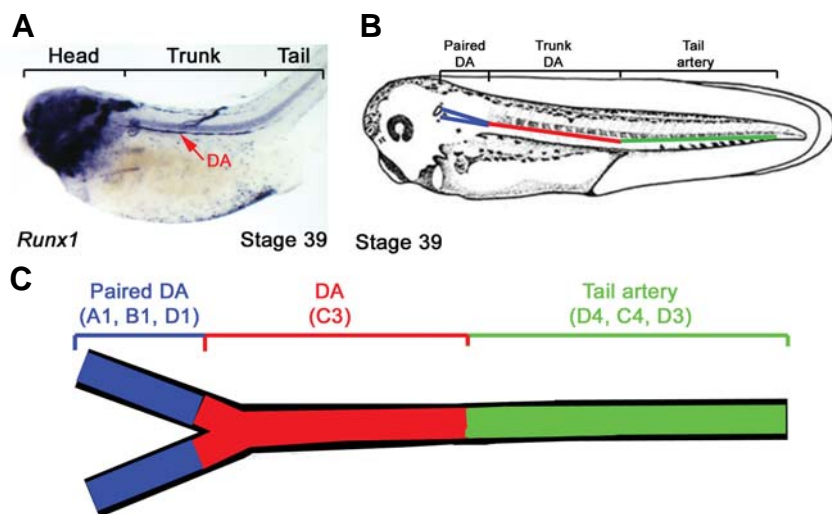 A
Head Trunk Tail
DA
Runx1 Stage 39
B
Paired DA
Trunk DA
Tail artery
Stage 39
C
Paired DA
(A1, B1, D1)
DA
(C3)
Tail artery
(D4, C4, D3)